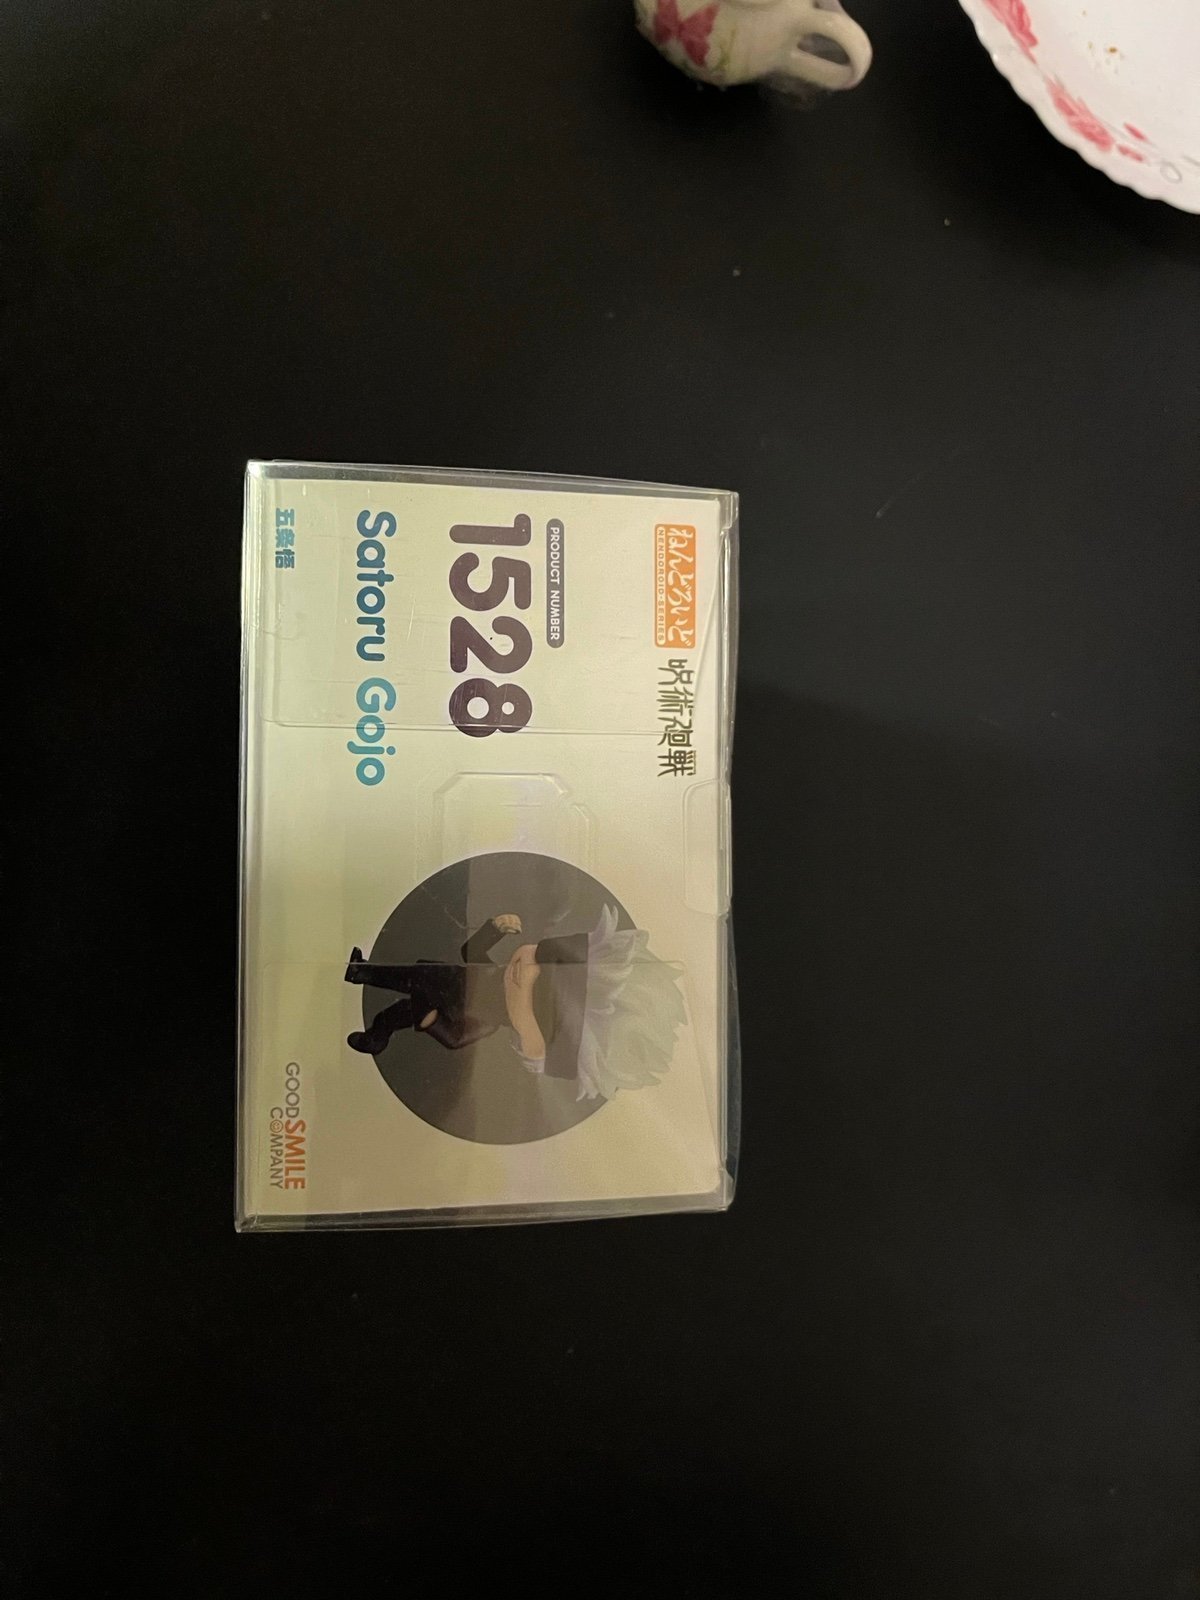 ねんどろいど
NENDOROID-SERIES
呪術廻戦
PRODUCT NUMBER
1528
Satoru Gojo
五条悟
GOOD SMILE
COMPANY